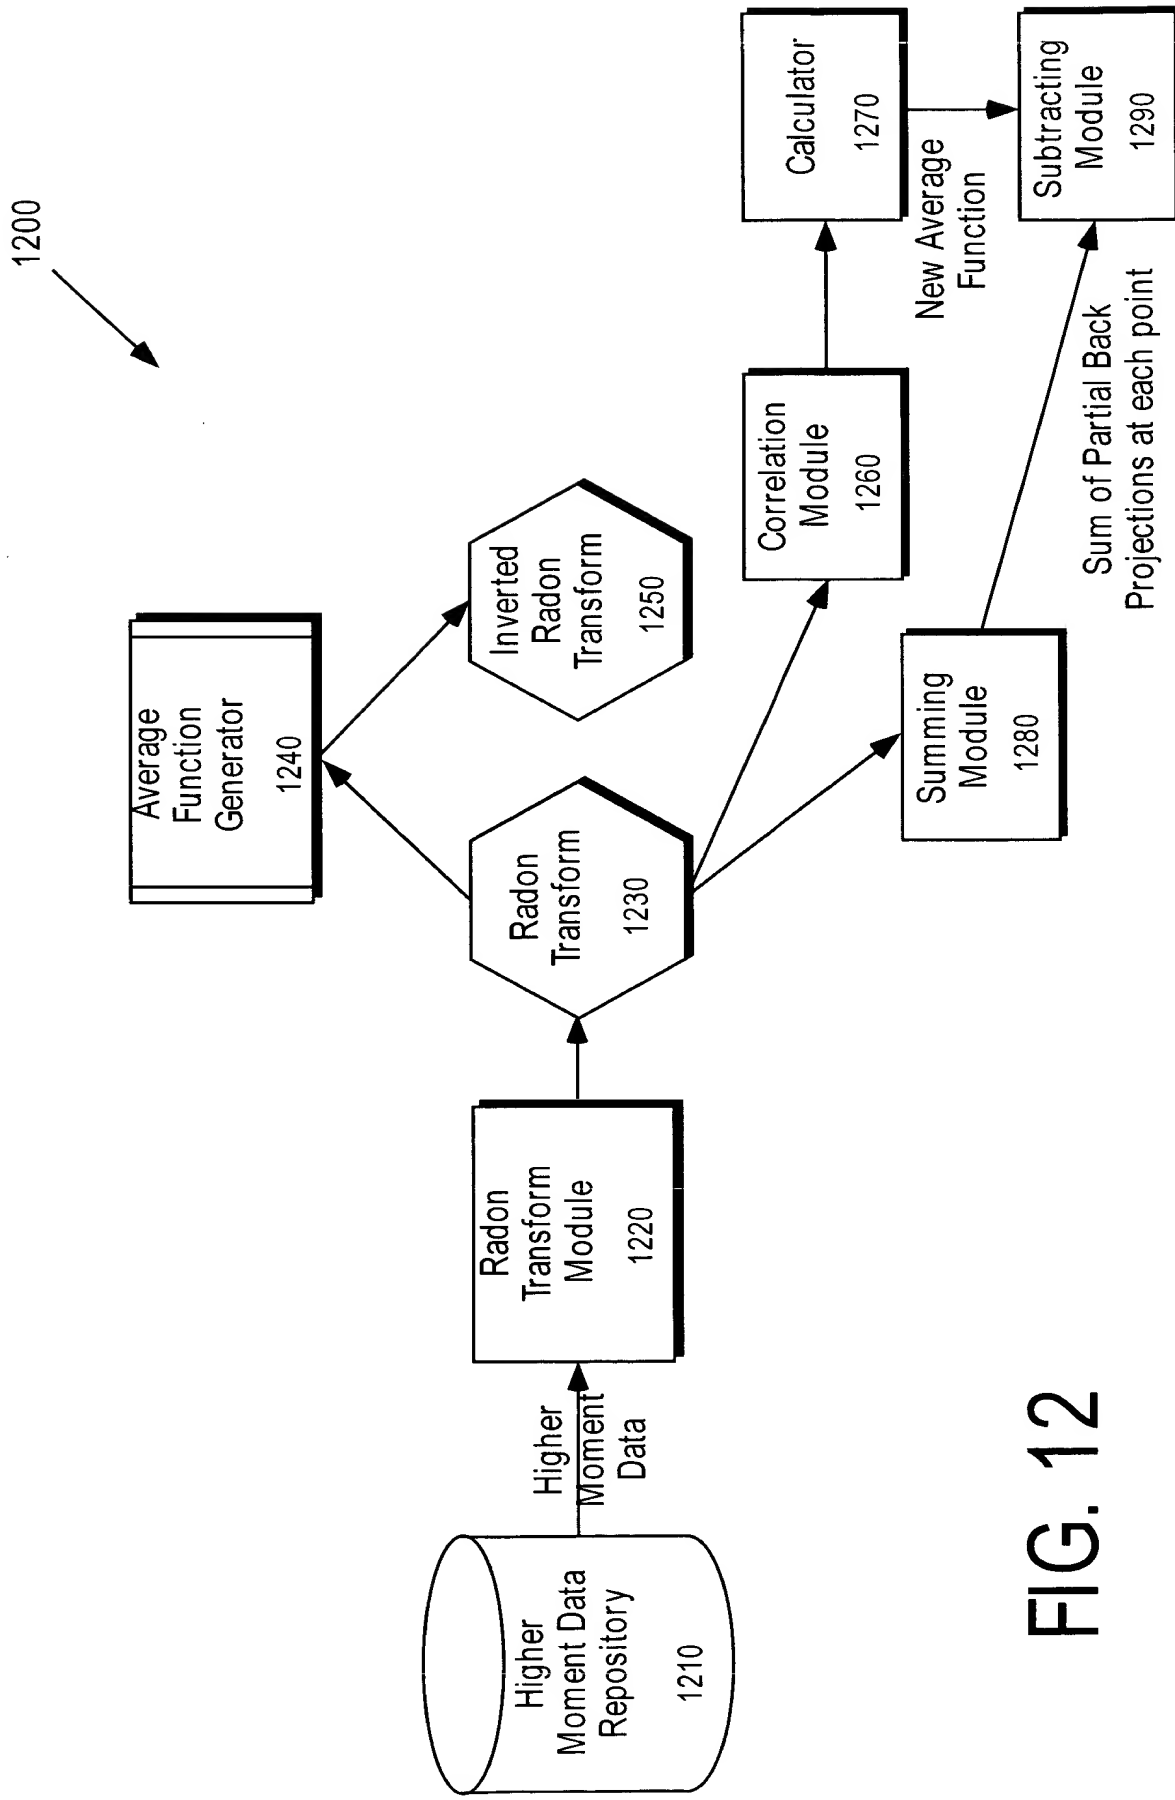 1200
Higher
Moment Data
Repository
1210
Higher
Moment
Data
Radon
Transform
Module
1220
Radon
Transform
1230
Average
Function
Generator
1240
Inverted
Radon
Transform
1250
Correlation
Module
1260
Calculator
1270
New Average
Function
Summing
Module
1280
Sum of Partial Back
Projections at each point
Subtracting
Module
1290
FIG. 12